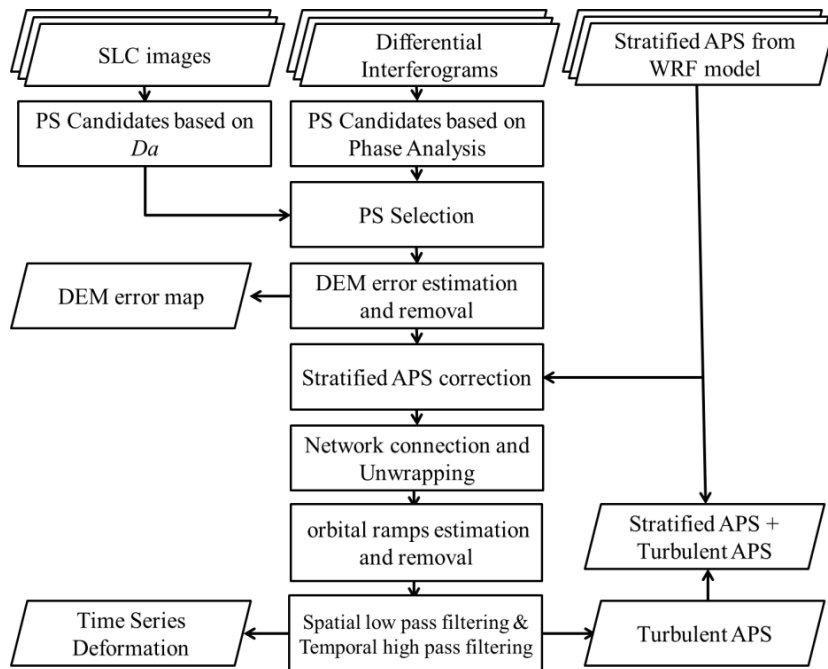 SLC images
Differential
Interferograms
Stratified APS from
WRF model
PS Candidates based on
Da
PS Candidates based on
Phase Analysis
PS Selection
DEM error map
DEM error estimation
and removal
Stratified APS correction
Network connection and
Unwrapping
orbital ramps estimation
and removal
Stratified APS +
Turbulent APS
Time Series
Deformation
Spatial low pass filtering &
Temporal high pass filtering
Turbulent APS